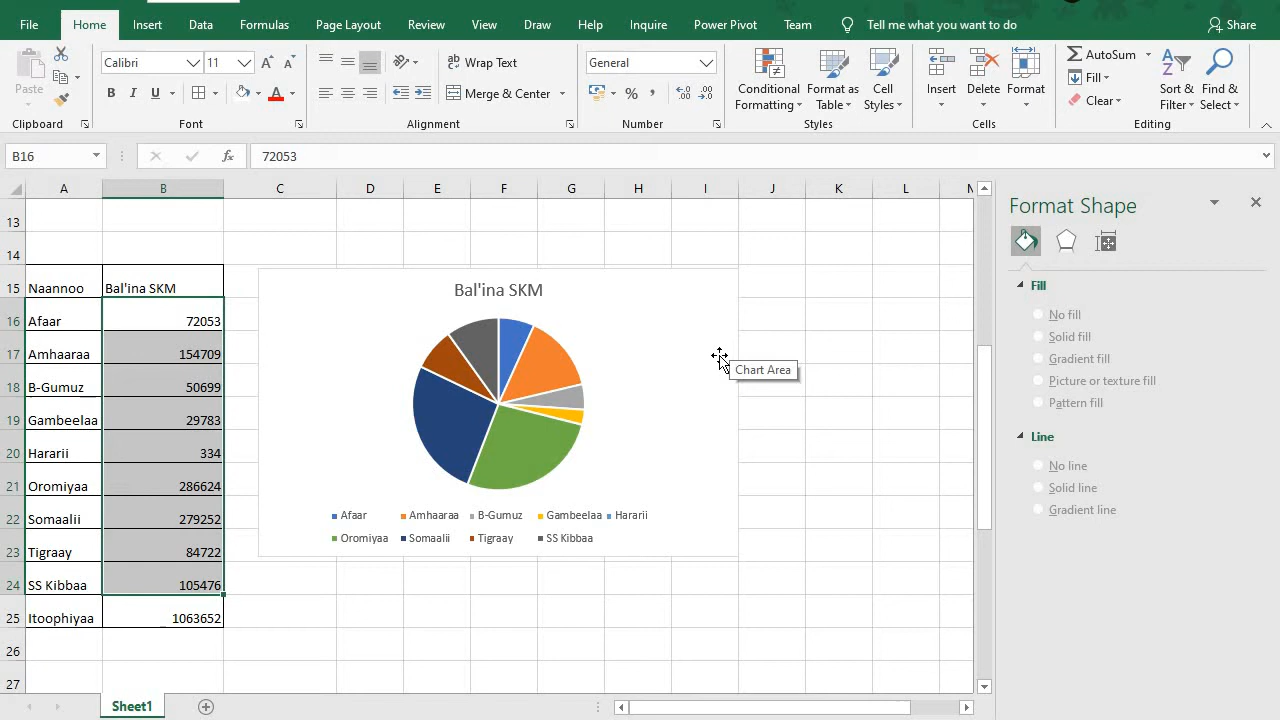 File Home Insert Data Formulas Page Layout Review View Draw Help Inquire Power Pivot Team Tell me what you want to do Share
Paste
Calibri 11
B I U A
Wrap Text
Merge & Center
General
% ,
Conditional Formatting
Format as Table
Cell Styles
Insert
Delete
Format
AutoSum
Fill
Clear
Sort & Filter
Find & Select
Clipboard Font Alignment Number Styles Cells Editing
B16 fx 72053
A B C D E F G H I J K L
13
14
15 Naannoo Bal'ina SKM
16 Afaar 72053
17 Amhaaraa 154709
18 B-Gumuz 50699
19 Gambeelaa 29783
20 Hararii 334
21 Oromiyaa 286624
22 Somaalii 279252
23 Tigraay 84722
24 SS Kibbaa 105476
25 Itoophiyaa 1063652
26
27
Bal'ina SKM
Afaar Amhaaraa B-Gumuz Gambeelaa Hararii
Oromiyaa Somaalii Tigraay SS Kibbaa
Chart Area
Format Shape
Fill
No fill
Solid fill
Gradient fill
Picture or texture fill
Pattern fill
Line
No line
Solid line
Gradient line
Sheet1